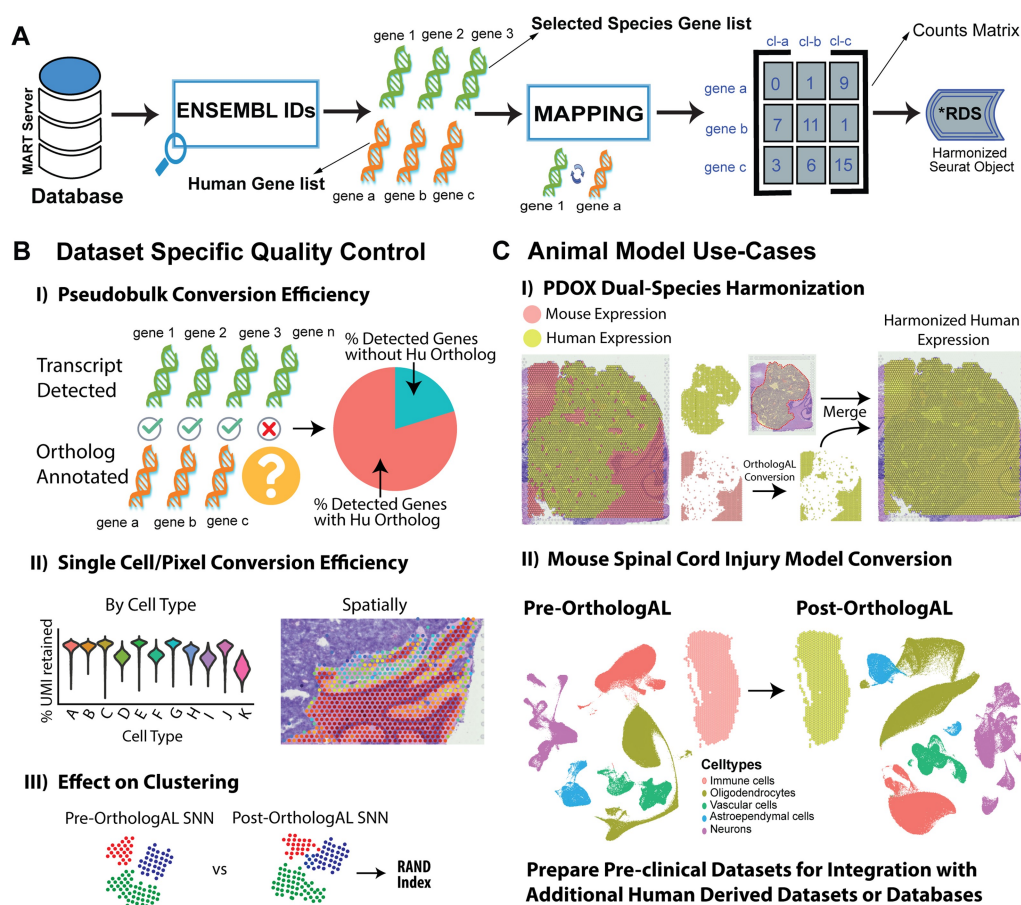 A
MART Server
Database
ENSEMBL IDs
gene 1 gene 2 gene 3
Selected Species Gene list
Human Gene list
gene a gene b gene c
MAPPING
gene 1 gene a
cl-a cl-b cl-c
gene a 0 1 9
gene b 7 11 1
gene c 3 6 15
Counts Matrix
*RDS
Harmonized
Seurat Object
B Dataset Specific Quality Control
I) Pseudobulk Conversion Efficiency
gene 1 gene 2 gene 3 gene n
Transcript
Detected
Ortholog
Annotated
?
gene a gene b gene c
% Detected Genes
without Hu Ortholog
% Detected Genes
with Hu Ortholog
II) Single Cell/Pixel Conversion Efficiency
By Cell Type
% UMI retained
A B C D E F G H I J K
Cell Type
Spatially
III) Effect on Clustering
Pre-OrthologAL SNN
vs
Post-OrthologAL SNN
RAND
Index
C Animal Model Use-Cases
I) PDOX Dual-Species Harmonization
Mouse Expression
Human Expression
Harmonized Human
Expression
Merge
OrthologAL
Conversion
II) Mouse Spinal Cord Injury Model Conversion
Pre-OrthologAL
Post-OrthologAL
Celltypes
Immune cells
Oligodendrocytes
Vascular cells
Astroependymal cells
Neurons
Prepare Pre-clinical Datasets for Integration with
Additional Human Derived Datasets or Databases